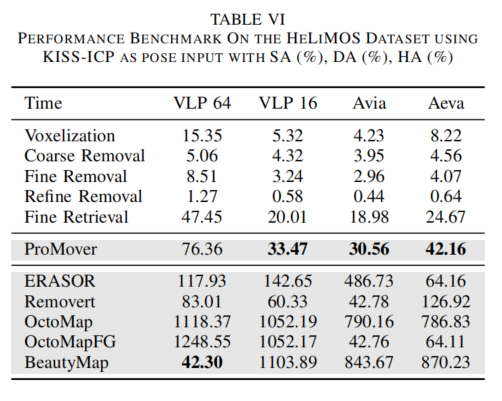 TABLE VI
PERFORMANCE BENCHMARK ON THE HELIMOS DATASET USING
KISS-ICP AS POSE INPUT WITH SA (%), DA (%), HA (%)
Time VLP 64 VLP 16 Avia Aeva
Voxelization 15.35 5.32 4.23 8.22
Coarse Removal 5.06 4.32 3.95 4.56
Fine Removal 8.51 3.24 2.96 4.07
Refine Removal 1.27 0.58 0.44 0.64
Fine Retrieval 47.45 20.01 18.98 24.67
ProMover 76.36 33.47 30.56 42.16
ERASOR 117.93 142.65 486.73 64.16
Removert 83.01 60.33 42.78 126.92
OctoMap 1118.37 1052.19 790.16 786.83
OctoMapFG 1248.55 1052.17 42.76 64.11
BeautyMap 42.30 1103.89 843.67 870.23